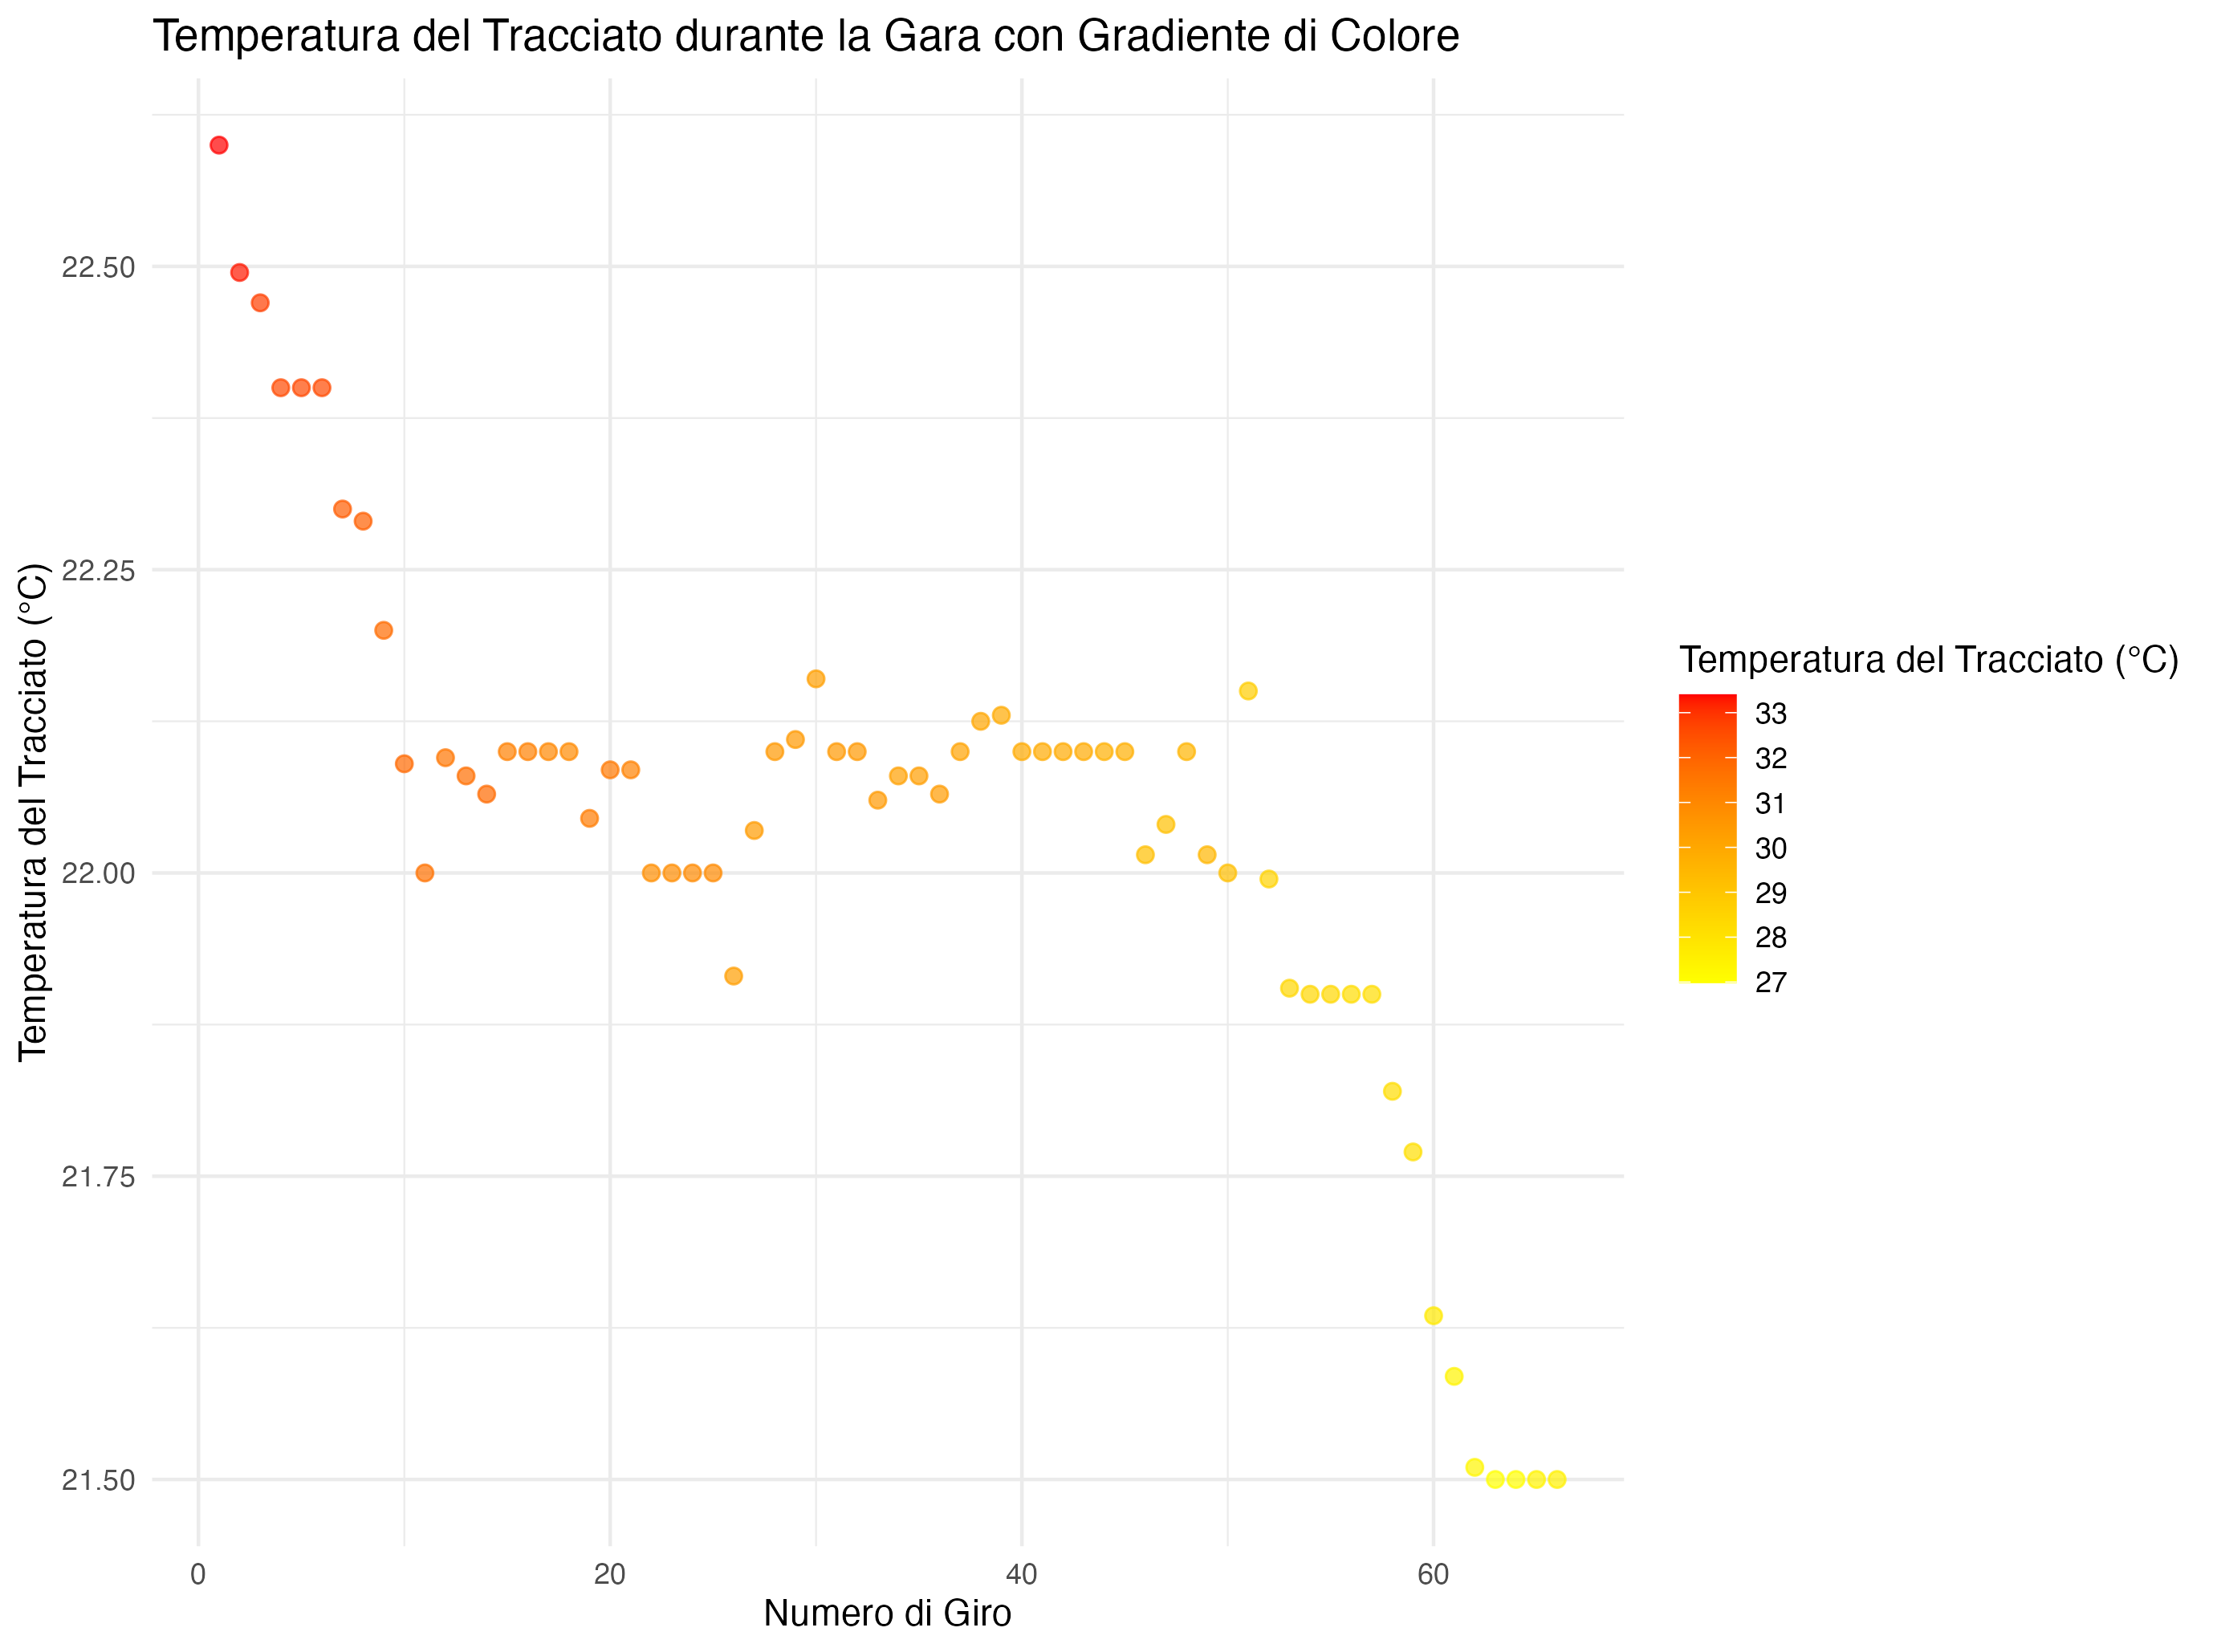 Temperatura del Tracciato durante la Gara con Gradiente di Colore
Temperatura del Tracciato (°C)
22.50
22.25
22.00
21.75
21.50
0 20 40 60
Numero di Giro
Temperatura del Tracciato (°C)
33
32
31
30
29
28
27